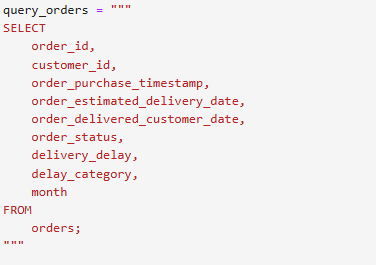 query_orders = """
SELECT
    order_id,
    customer_id,
    order_purchase_timestamp,
    order_estimated_delivery_date,
    order_delivered_customer_date,
    order_status,
    delivery_delay,
    delay_category,
    month
FROM
    orders;
"""